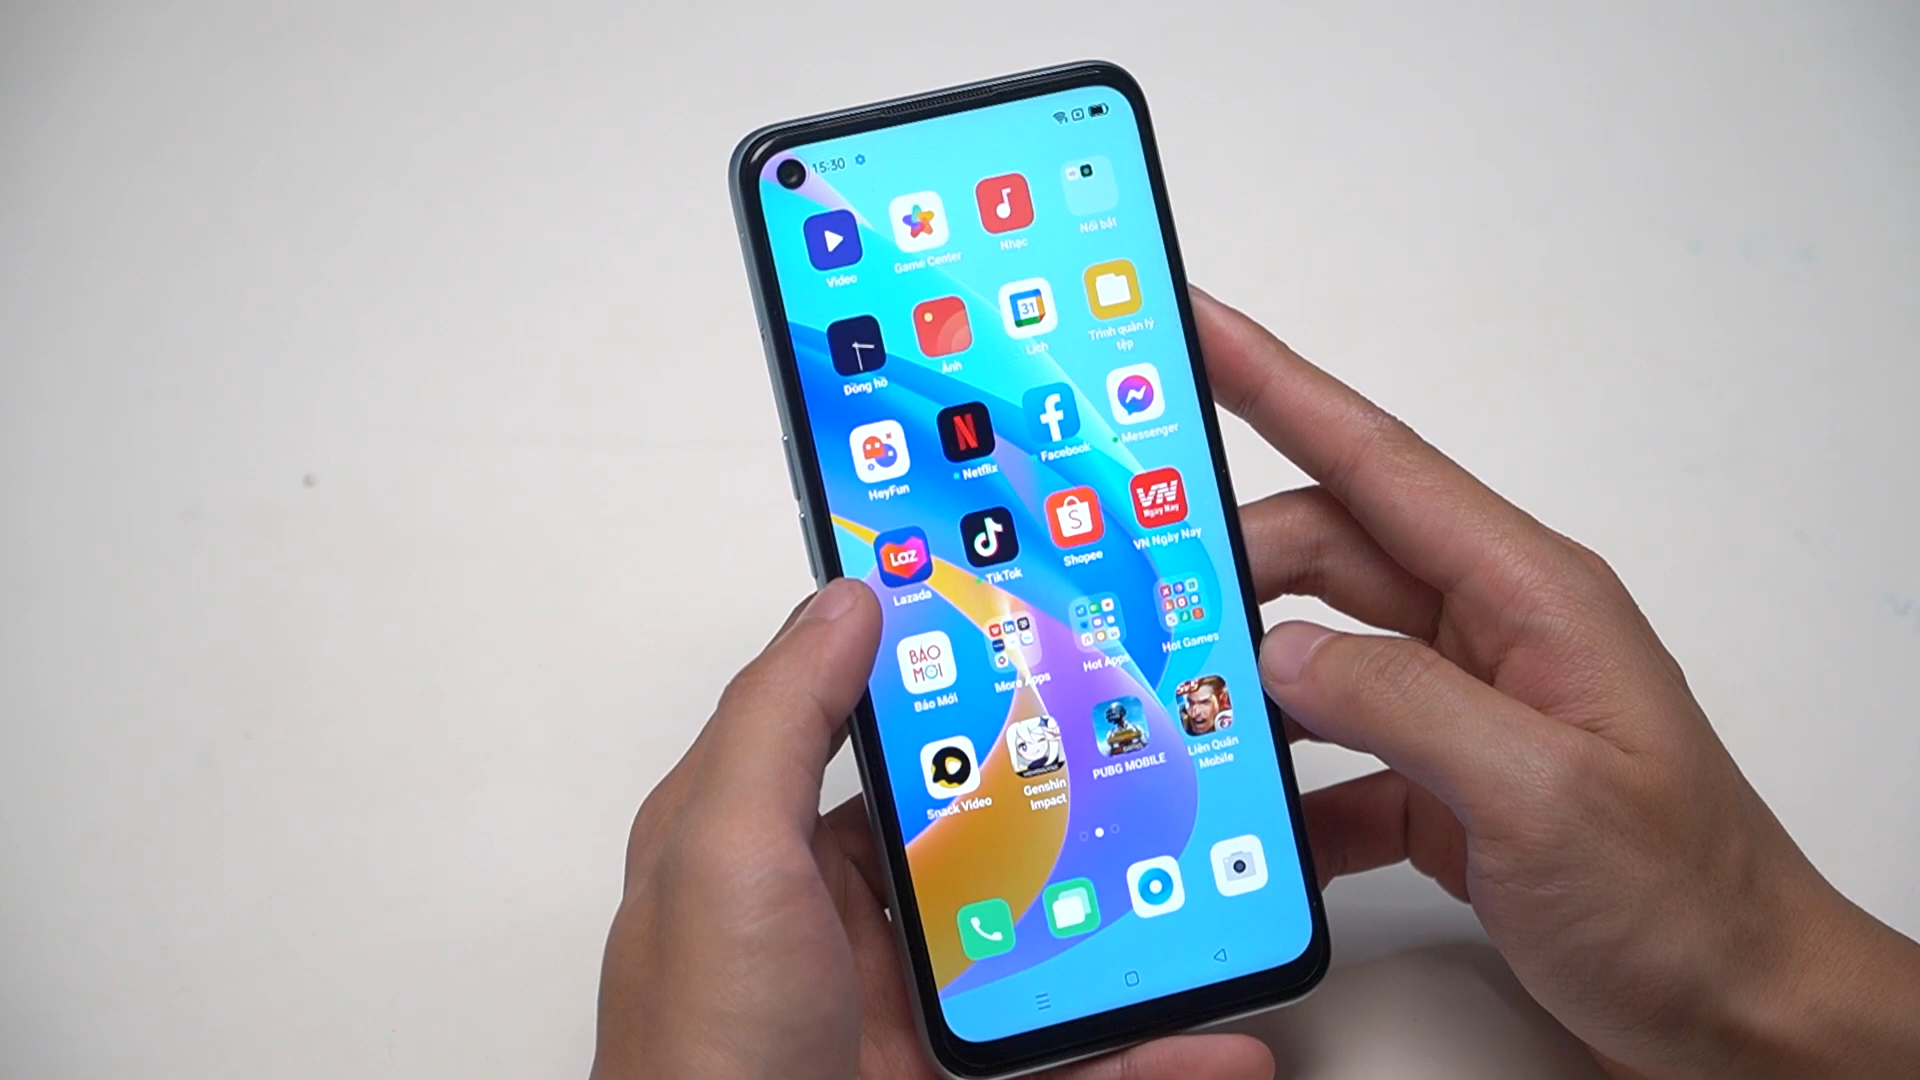 15:30
Video
Game Center
Nhạc
Nổi bật
31
Đồng hồ
Ảnh
Lịch
Trình quản lý
tệp
N
HeyFun
Netflix
Facebook
Messenger
Laz
S
VN
Ngày Nay
Lazada
TikTok
Shopee
VN Ngày Nay
BÁO
MỚI
Báo Mới
More Apps
Hot Apps
Hot Games
5v5
Snack Video
Genshin
Impact
PUBG MOBILE
Liên Quân
Mobile